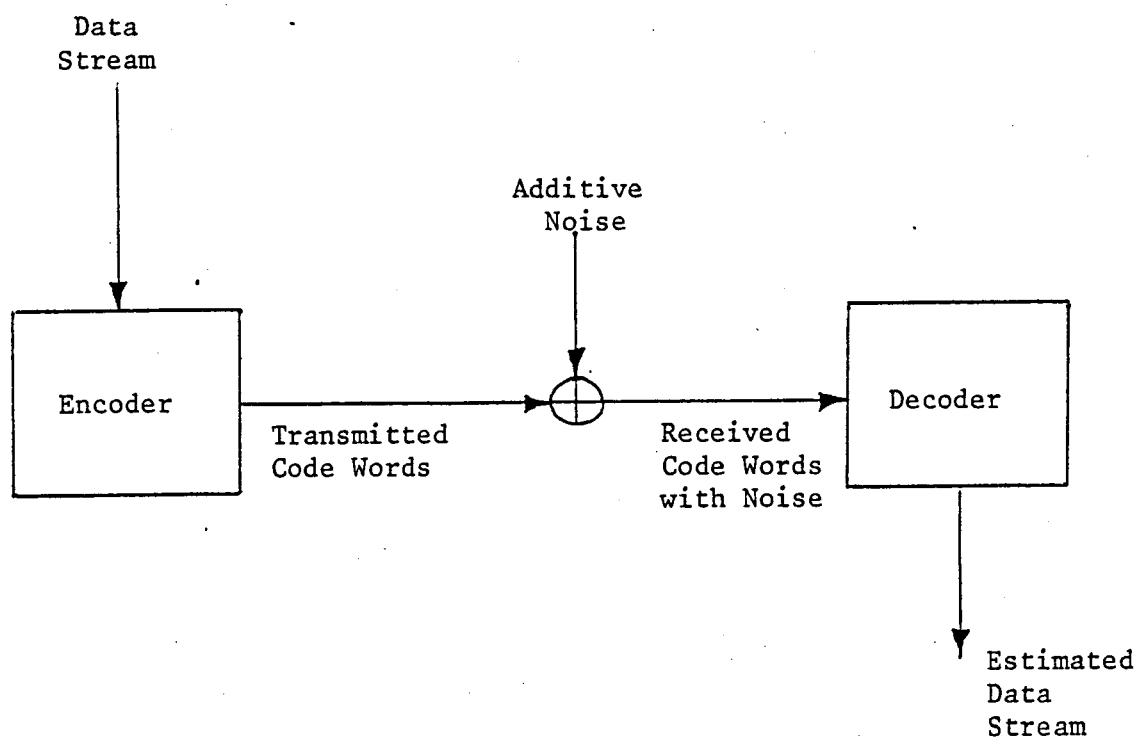 Data
Stream
Additive
Noise
Encoder
Decoder
Transmitted
Code Words
Received
Code Words
with Noise
Estimated
Data
Stream